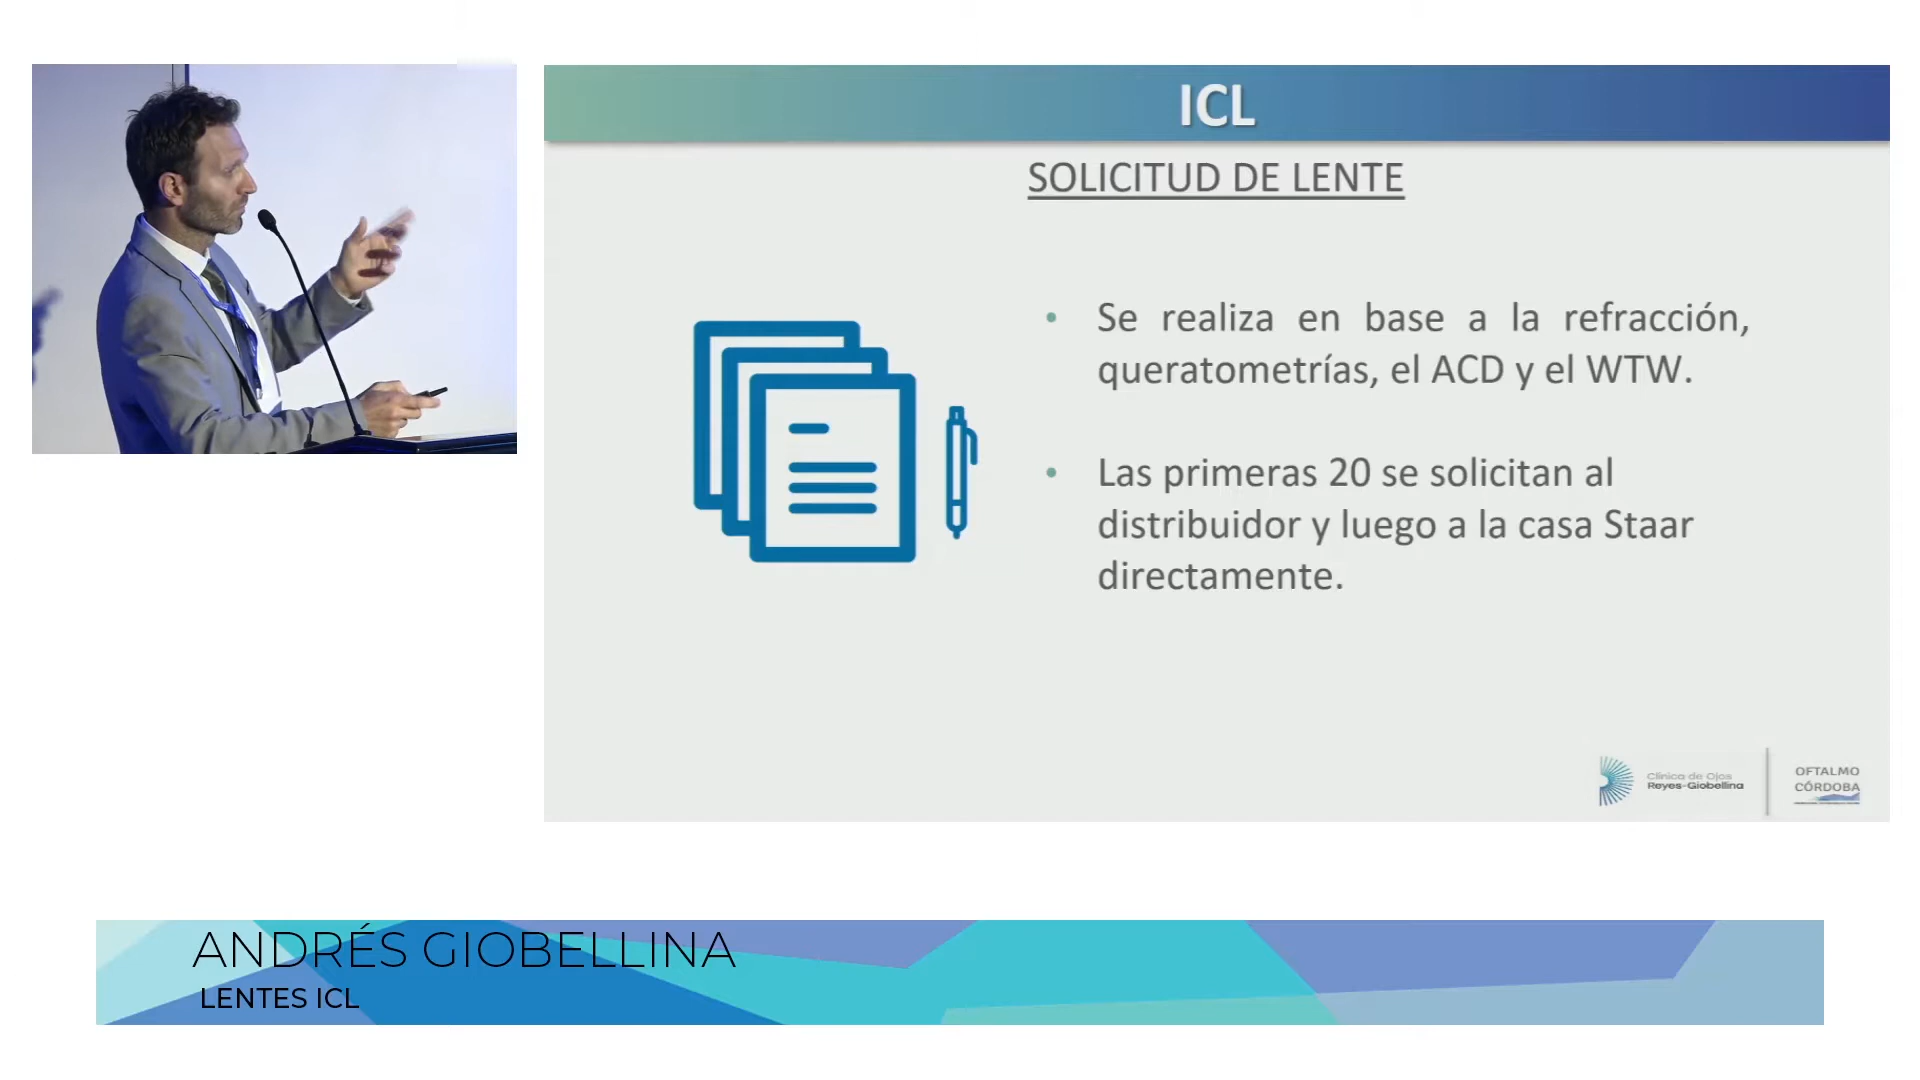 ICL
SOLICITUD DE LENTE
• Se realiza en base a la refracción,
queratometrías, el ACD y el WTW.
• Las primeras 20 se solicitan al
distribuidor y luego a la casa Staar
directamente.
Clínica de Ojos
Reyes-Giobellina
OFTALMO
CÓRDOBA
ANDRÉS GIOBELLINA
LENTES ICL